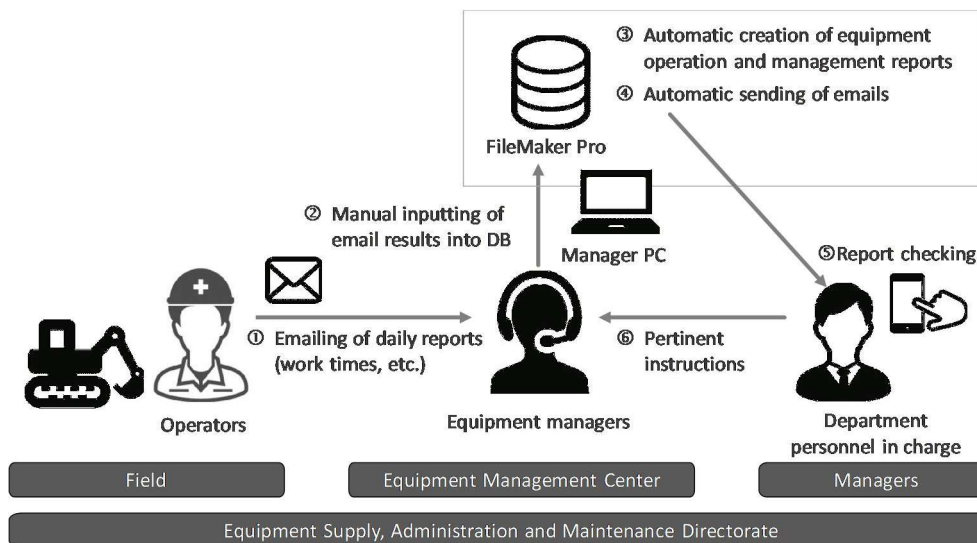 ③ Automatic creation of equipment
operation and management reports
④ Automatic sending of emails
FileMaker Pro
② Manual inputting of
email results into DB
Manager PC
⑤Report checking
① Emailing of daily reports
(work times, etc.)
⑥ Pertinent
instructions
Operators
Equipment managers
Department
personnel in charge
Field
Equipment Management Center
Managers
Equipment Supply, Administration and Maintenance Directorate